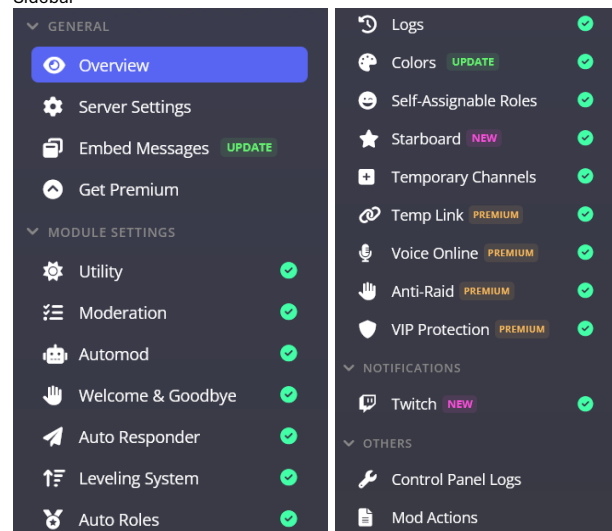 Sidebar
GENERAL
Overview
Server Settings
Embed Messages UPDATE
Get Premium
MODULE SETTINGS
Utility
Moderation
Automod
Welcome & Goodbye
Auto Responder
Leveling System
Auto Roles
Logs
Colors UPDATE
Self-Assignable Roles
Starboard NEW
Temporary Channels
Temp Link PREMIUM
Voice Online PREMIUM
Anti-Raid PREMIUM
VIP Protection PREMIUM
NOTIFICATIONS
Twitch NEW
OTHERS
Control Panel Logs
Mod Actions